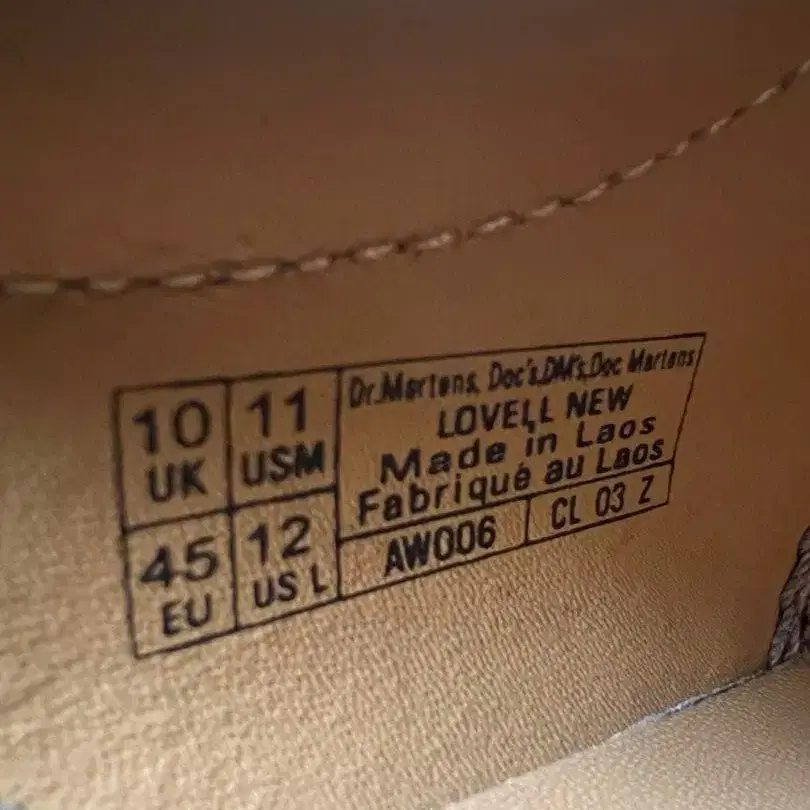 10 UK
11 USM
45 EU
12 US L
Dr.Martens, Doc's,DM's,Doc Martens
LOVELL NEW
Made in Laos
Fabriqué au Laos
AW006
CL 03 Z